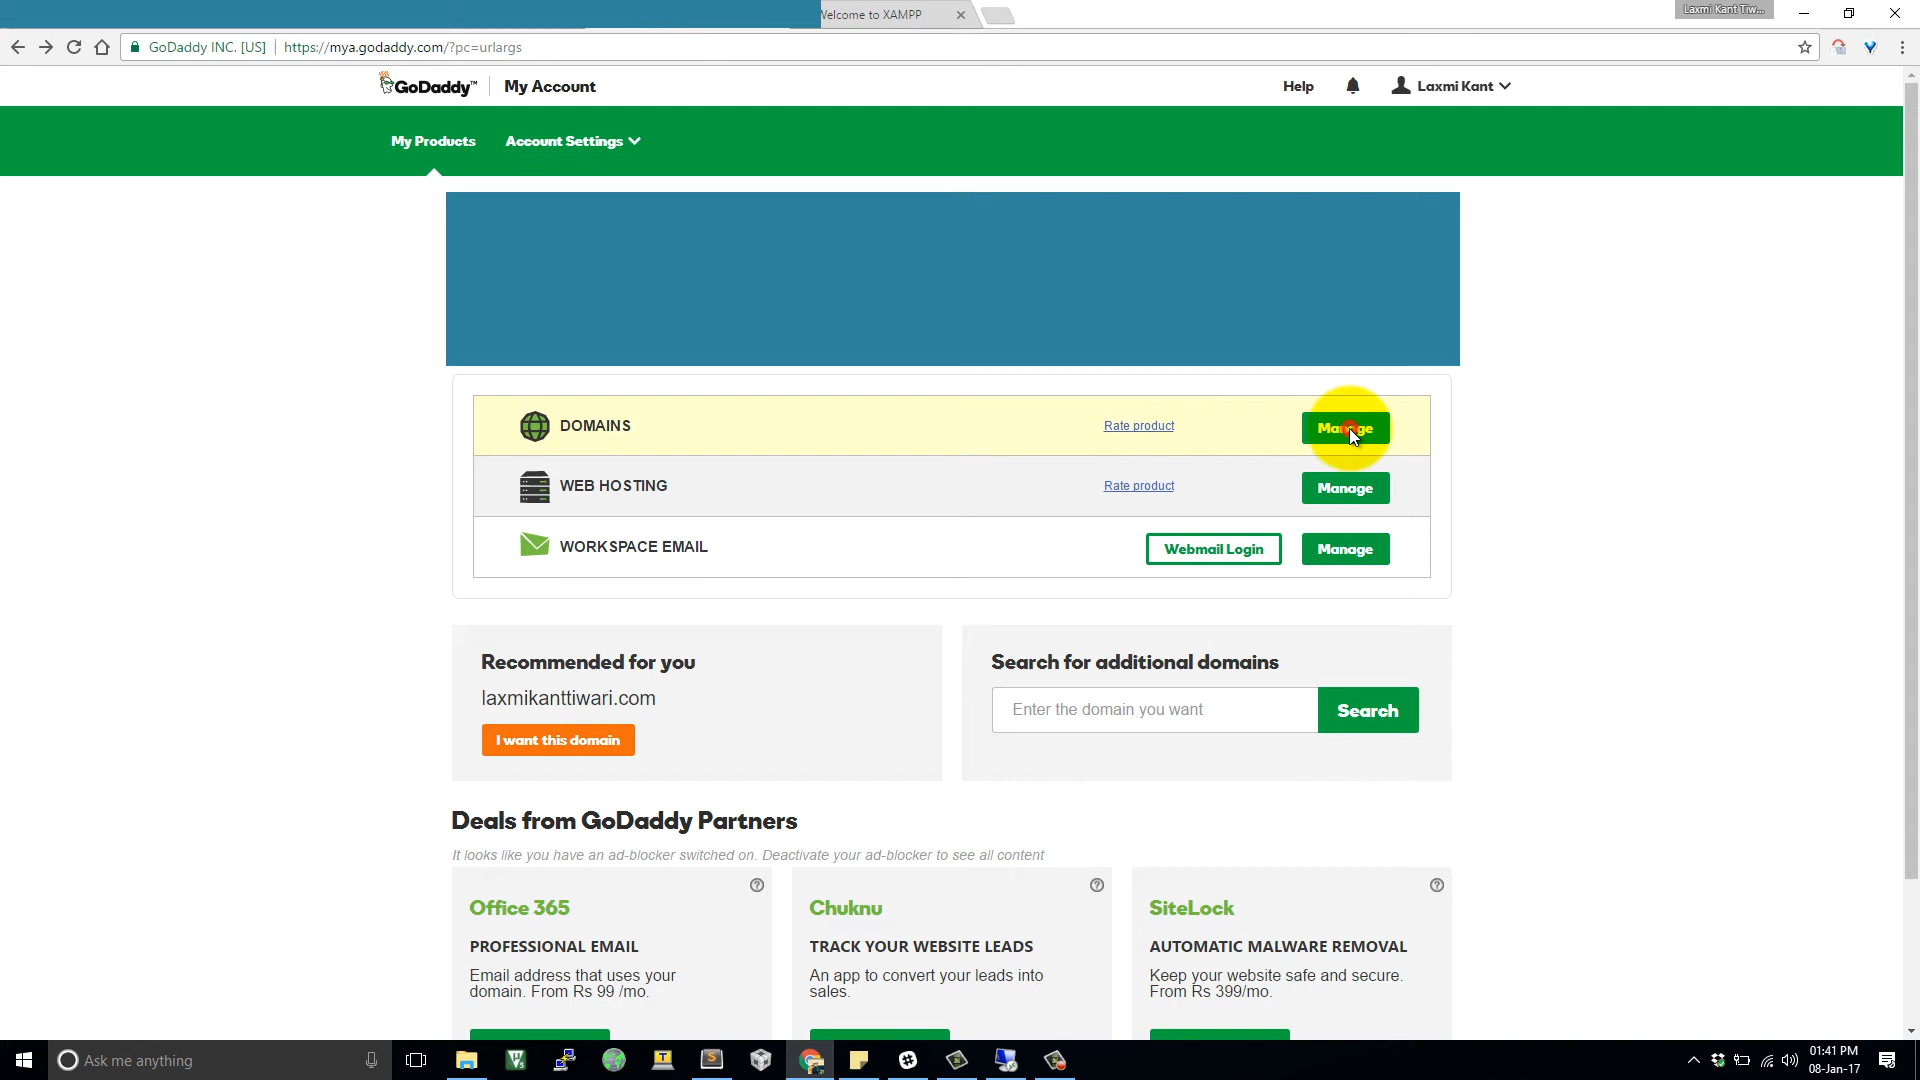 Welcome to XAMPP
Laxmi Kant Tiw...
GoDaddy INC. [US]
https://mya.godaddy.com/?pc=urlargs
GoDaddy™
My Account
Help
Laxmi Kant
My Products
Account Settings
DOMAINS
Rate product
Manage
WEB HOSTING
Rate product
Manage
WORKSPACE EMAIL
Webmail Login
Manage
Recommended for you
laxmikanttiwari.com
I want this domain
Search for additional domains
Enter the domain you want
Search
Deals from GoDaddy Partners
It looks like you have an ad-blocker switched on. Deactivate your ad-blocker to see all content
Office 365
PROFESSIONAL EMAIL
Email address that uses your
domain. From Rs 99 /mo.
Chuknu
TRACK YOUR WEBSITE LEADS
An app to convert your leads into
sales.
SiteLock
AUTOMATIC MALWARE REMOVAL
Keep your website safe and secure.
From Rs 399/mo.
Ask me anything
01:41 PM
08-Jan-17